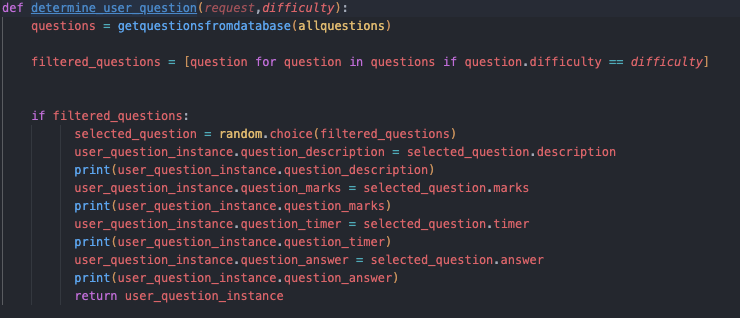 def determine_user_question(request,difficulty):
    questions = getquestionsfromdatabase(allquestions)
    filtered_questions = [question for question in questions if question.difficulty == difficulty]
    if filtered_questions:
        selected_question = random.choice(filtered_questions)
        user_question_instance.question_description = selected_question.description
        print(user_question_instance.question_description)
        user_question_instance.question_marks = selected_question.marks
        print(user_question_instance.question_marks)
        user_question_instance.question_timer = selected_question.timer
        print(user_question_instance.question_timer)
        user_question_instance.question_answer = selected_question.answer
        print(user_question_instance.question_answer)
        return user_question_instance